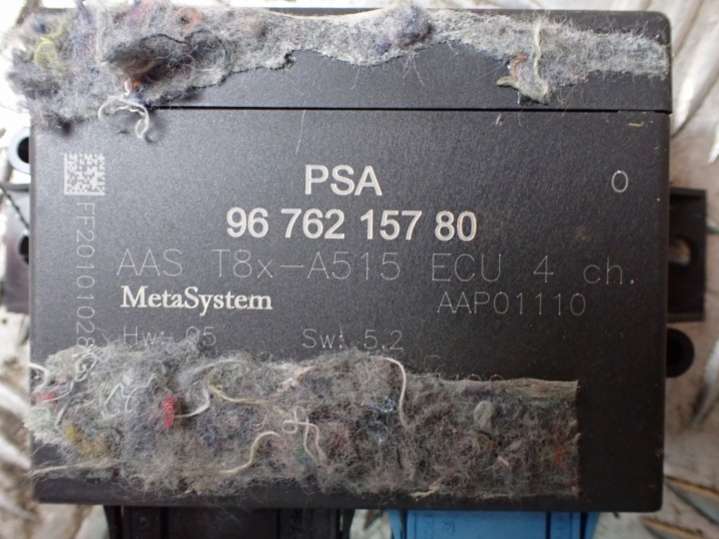 PSA
O
96 762 157 80
AAS T8x-A515 ECU 4 ch.
MetaSystem AAP01110
Hw: 05 Sw: 5.2